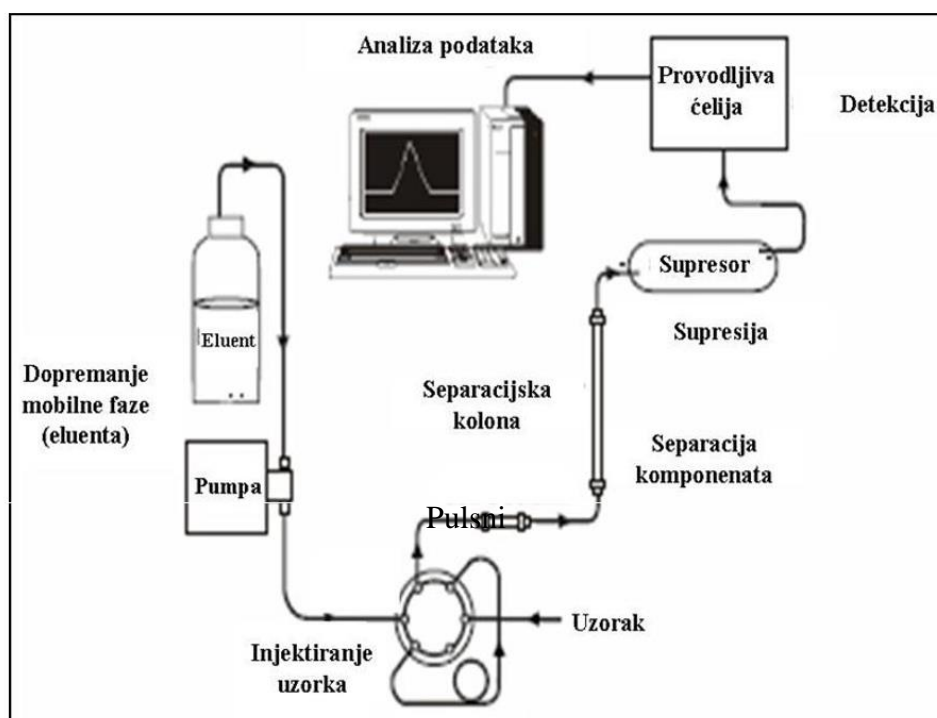 Analiza podataka
Provodljiva
ćelija
Detekcija
Supresor
Supresija
Eluent
Dopremanje
mobilne faze
(eluenta)
Separacijska
kolona
Separacija
komponenata
Pumpa
Pulsni
Uzorak
Injektiranje
uzorka